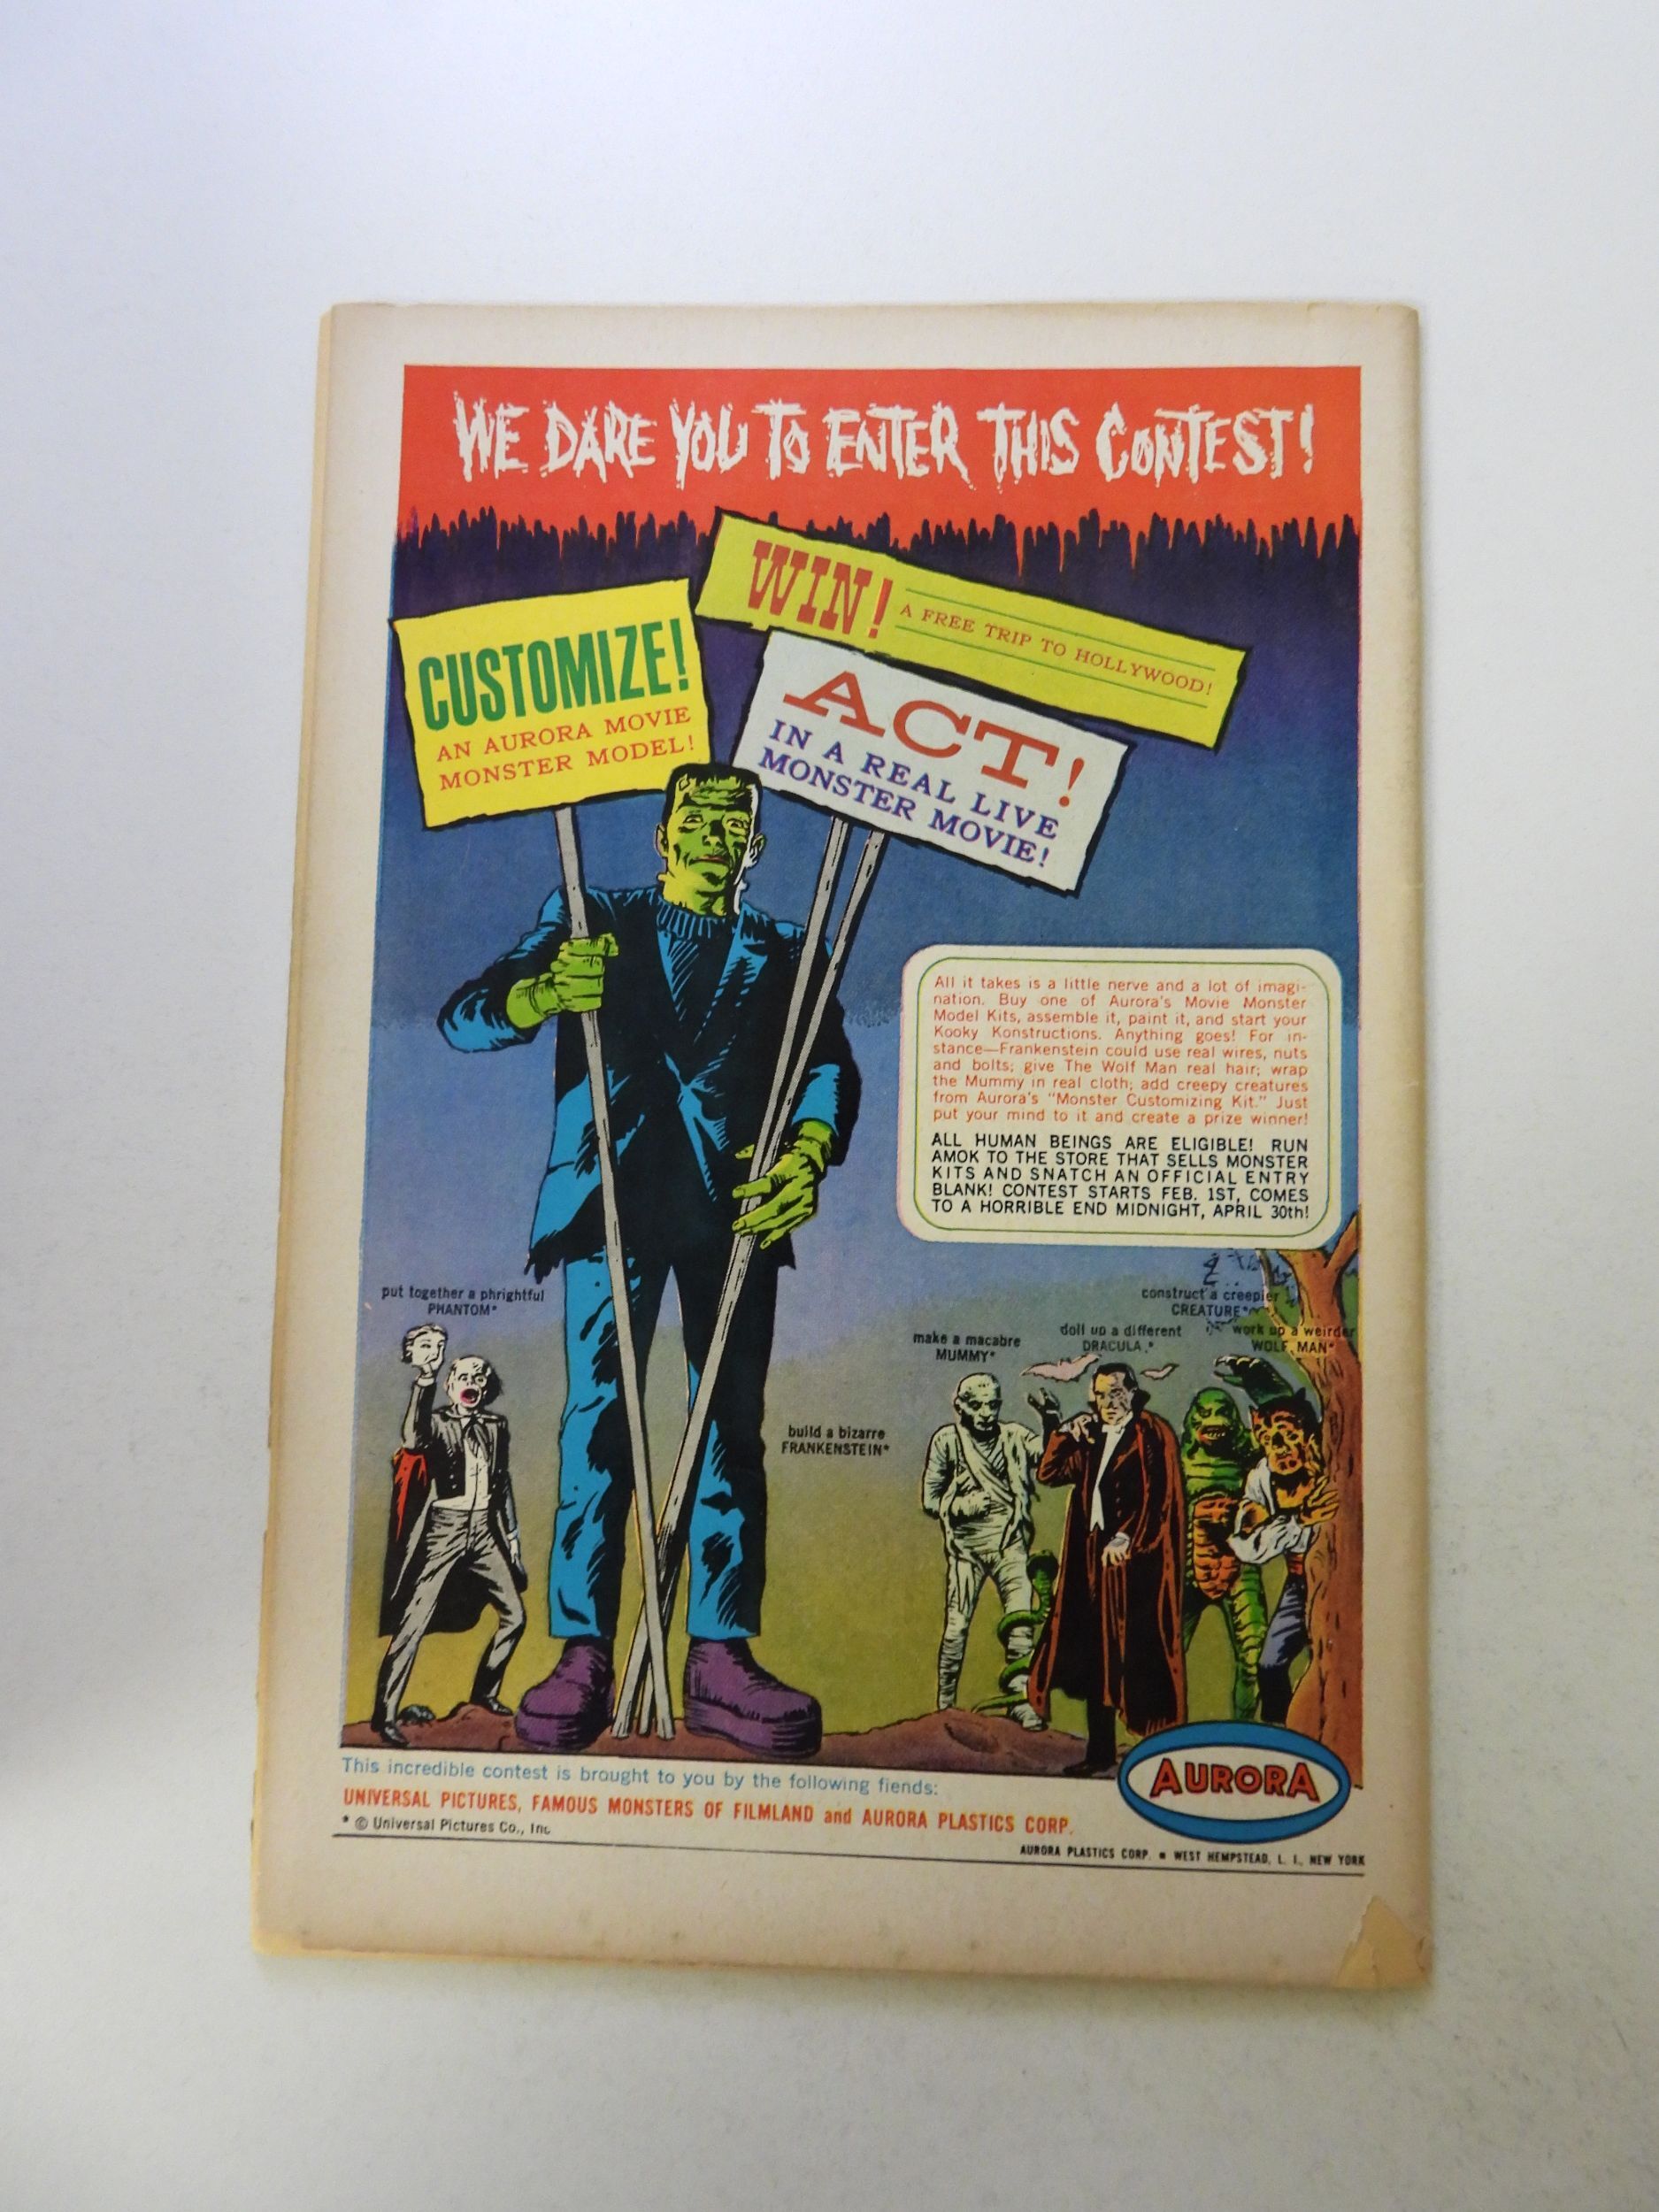 WE DARE YOU TO ENTER THIS CONTEST!
WIN! A FREE TRIP TO HOLLYWOOD!
CUSTOMIZE!
AN AURORA MOVIE
MONSTER MODEL!
ACT!
IN A REAL LIVE
MONSTER MOVIE!
All it takes is a little nerve and a lot of imagi-
nation. Buy one of Aurora's Movie Monster
Model Kits, assemble it, paint it, and start your
Kooky Konstructions. Anything goes! For in-
stance—Frankenstein could use real wires, nuts
and bolts; give The Wolf Man real hair; wrap
the Mummy in real cloth; add creepy creatures
from Aurora's "Monster Customizing Kit." Just
put your mind to it and create a prize winner!
ALL HUMAN BEINGS ARE ELIGIBLE! RUN
AMOK TO THE STORE THAT SELLS MONSTER
KITS AND SNATCH AN OFFICIAL ENTRY
BLANK! CONTEST STARTS FEB. 1ST, COMES
TO A HORRIBLE END MIDNIGHT, APRIL 30th!
put together a phrightful
PHANTOM*
build a bizarre
FRANKENSTEIN*
make a macabre
MUMMY*
doll up a different
DRACULA.*
construct a creepier
CREATURE*
work up a weirder
WOLF MAN*
This incredible contest is brought to you by the following fiends:
UNIVERSAL PICTURES, FAMOUS MONSTERS OF FILMLAND and AURORA PLASTICS CORP.
* © Universal Pictures Co., Inc.
AURORA
AURORA PLASTICS CORP. • WEST HEMPSTEAD, L. I., NEW YORK